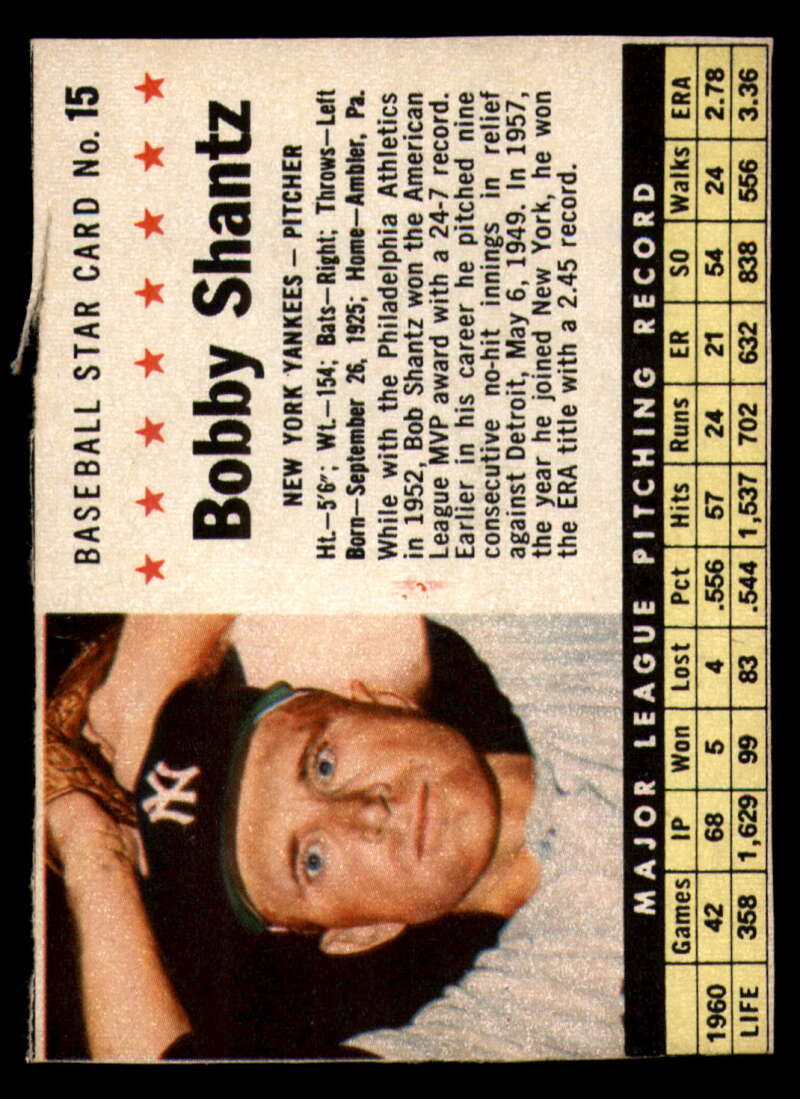 BASEBALL STAR CARD No. 15
Bobby Shantz
NEW YORK YANKEES – PITCHER
Ht.—5'6"; Wt.—154; Bats—Right; Throws—Left
Born—September 26, 1925; Home—Ambler, Pa.
While with the Philadelphia Athletics
in 1952, Bob Shantz won the American
League MVP award with a 24-7 record.
Earlier in his career he pitched nine
consecutive no-hit innings in relief
against Detroit, May 6, 1949. In 1957,
the year he joined New York, he won
the ERA title with a 2.45 record.
NY
MAJOR LEAGUE PITCHING RECORD
Games IP Won Lost Pct Hits Runs ER SO Walks ERA
1960 42 68 5 4 .556 57 24 21 54 24 2.78
LIFE 358 1,629 99 83 .544 1,537 702 632 838 556 3.36